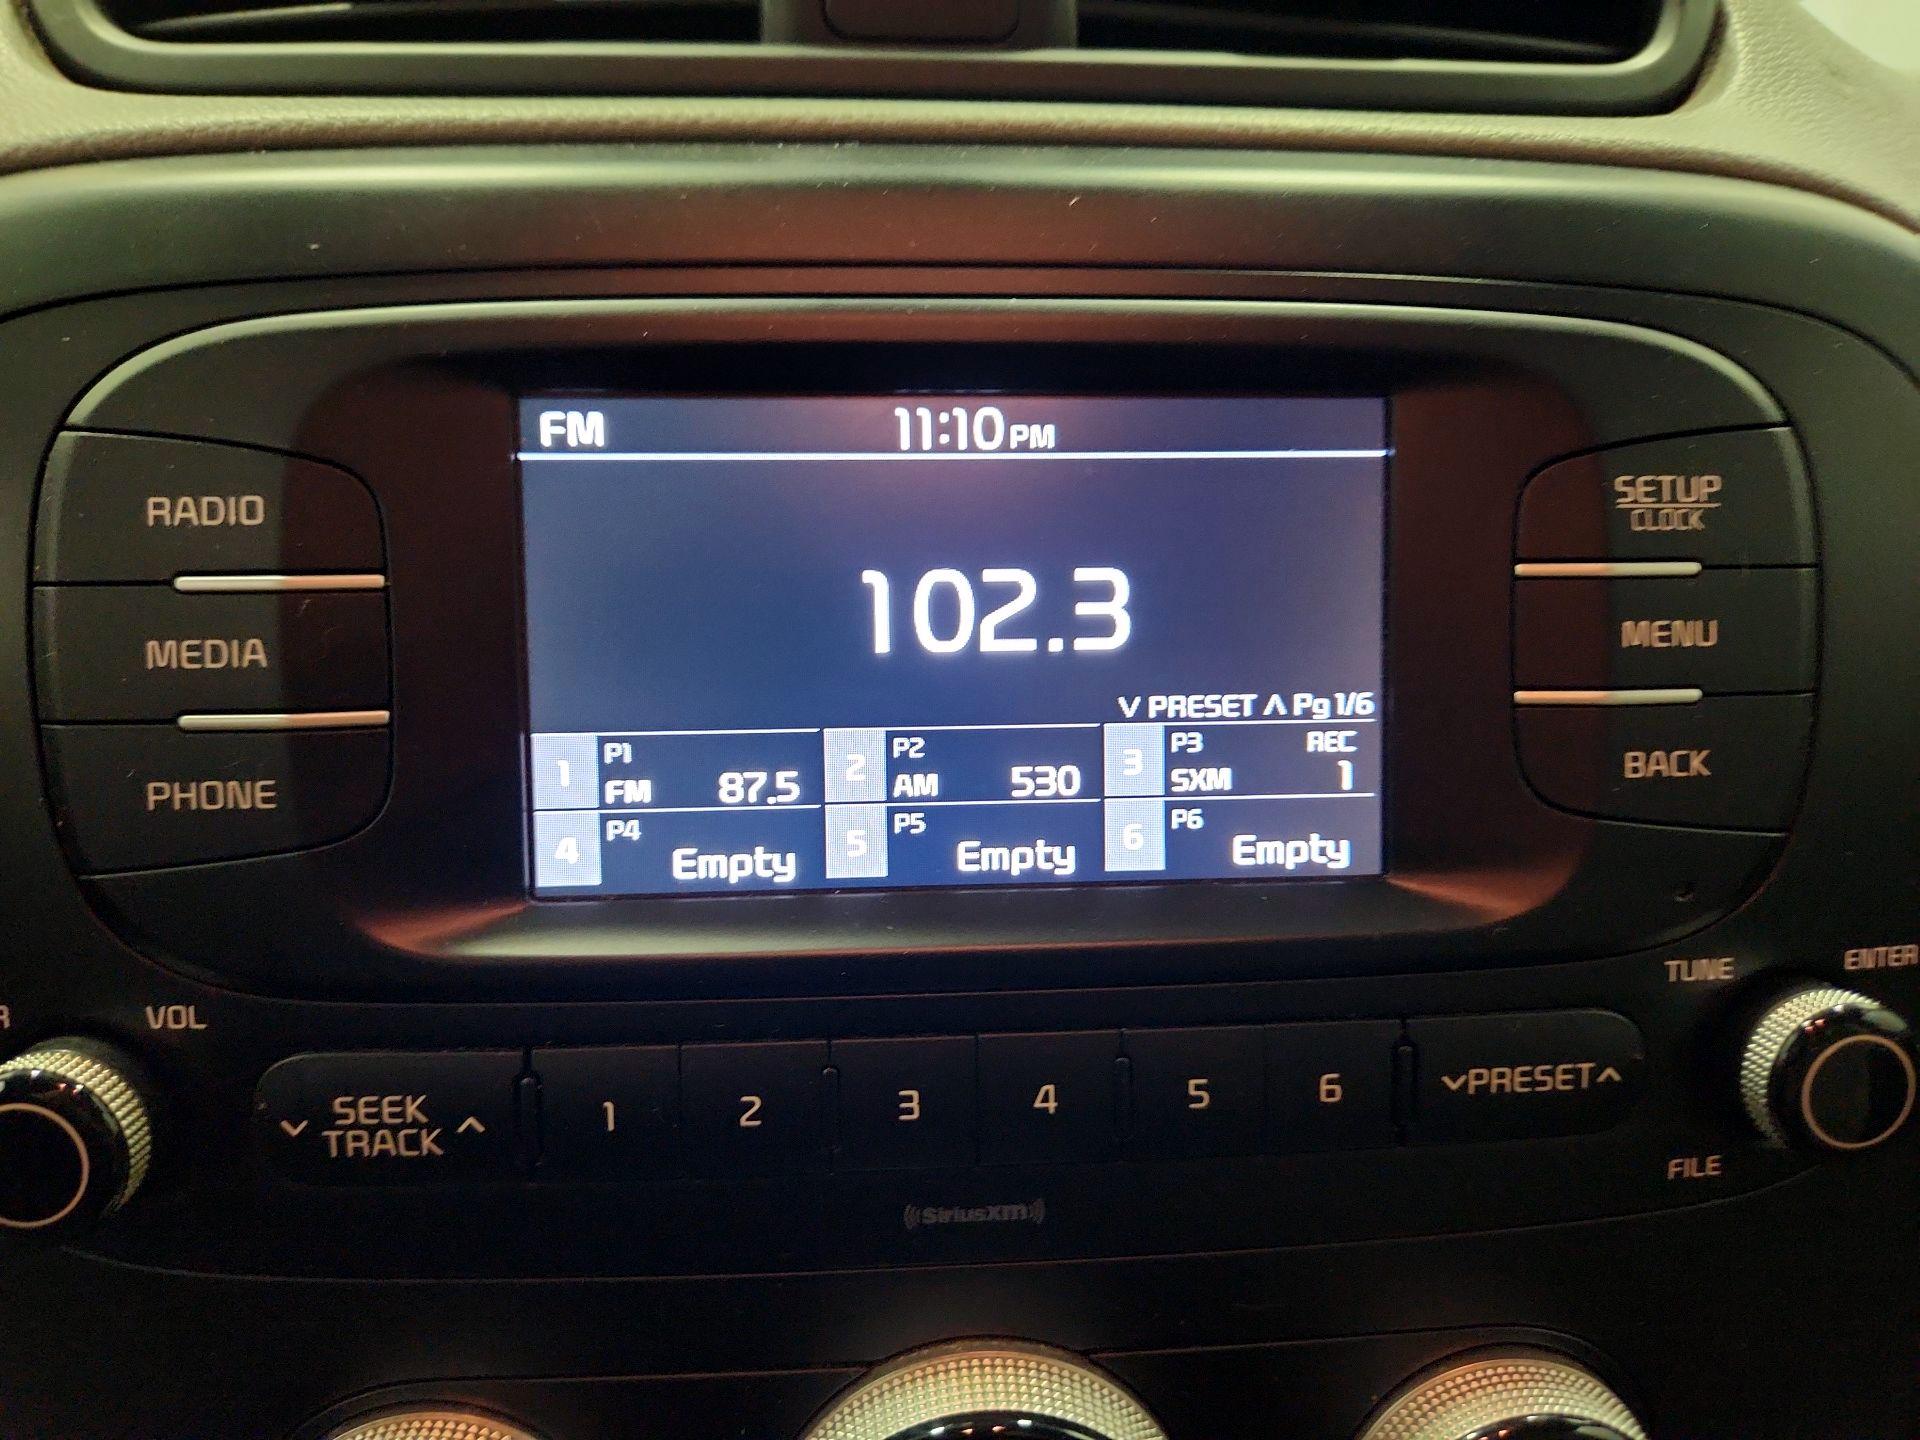 FM 11:10 PM
RADIO
MEDIA
PHONE
SETUP
CLOCK
MENU
BACK
102.3
∨ PRESET ∧ Pg 1/6
1 P1 FM 87.5
2 P2 AM 530
3 P3 REC SXM 1
4 P4 Empty
5 P5 Empty
6 P6 Empty
VOL
TUNE
ENTER
∨ SEEK ∧
TRACK
1 2 3 4 5 6
∨PRESET∧
FILE
((SiriusXM))